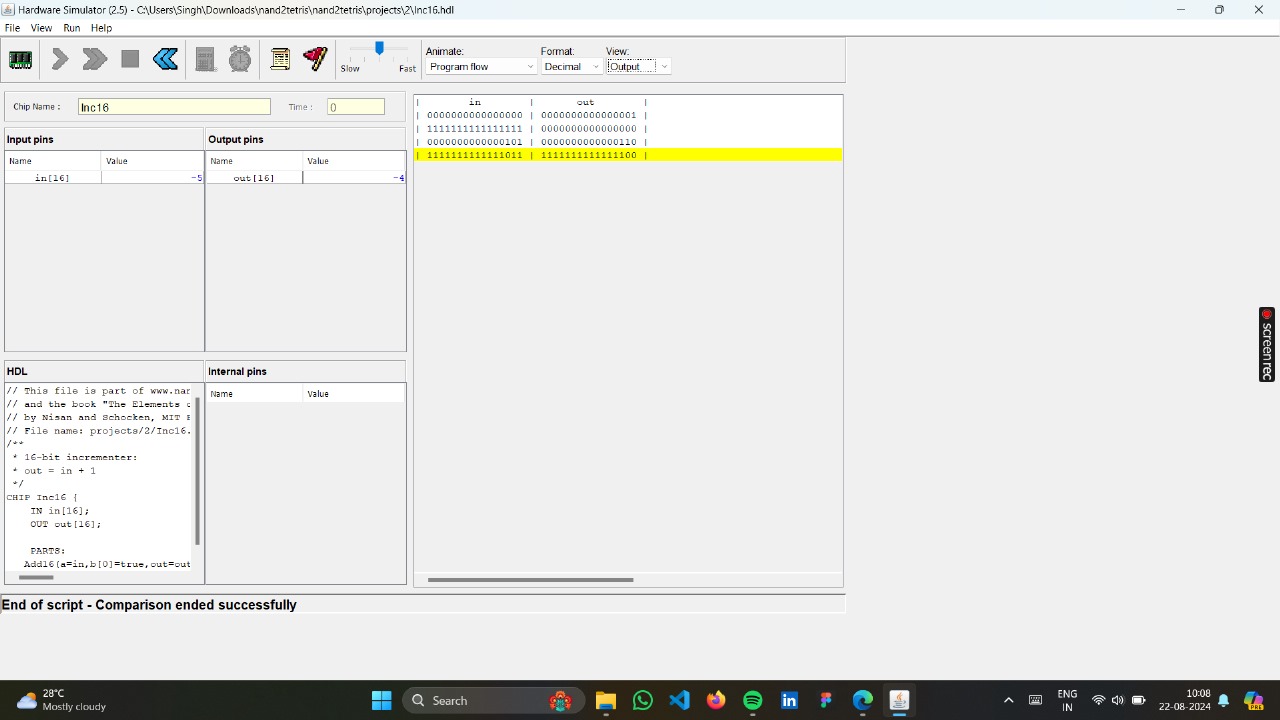 Hardware Simulator (2.5) - C:\Users\Singh\Downloads\nand2tetris\nand2tetris\projects\2\Inc16.hdl
File View Run Help
Animate: Format: View:
Slow Fast Program flow Decimal Output
Chip Name : Inc16 Time : 0
Input pins Output pins
Name Value Name Value
in[16] -5 out[16] -4
| in | out |
| 0000000000000000 | 0000000000000001 |
| 1111111111111111 | 0000000000000000 |
| 0000000000000101 | 0000000000000110 |
| 1111111111111011 | 1111111111111100 |
HDL Internal pins
Name Value
// This file is part of www.nan
// and the book "The Elements o
// by Nisan and Schocken, MIT P
// File name: projects/2/Inc16.
/**
* 16-bit incrementer:
* out = in + 1
*/
CHIP Inc16 {
IN in[16];
OUT out[16];
PARTS:
Add16(a=in,b[0]=true,out=out
End of script - Comparison ended successfully
screenrec
28°C
Mostly cloudy
Search
ENG
IN
10:08
22-08-2024
PRE